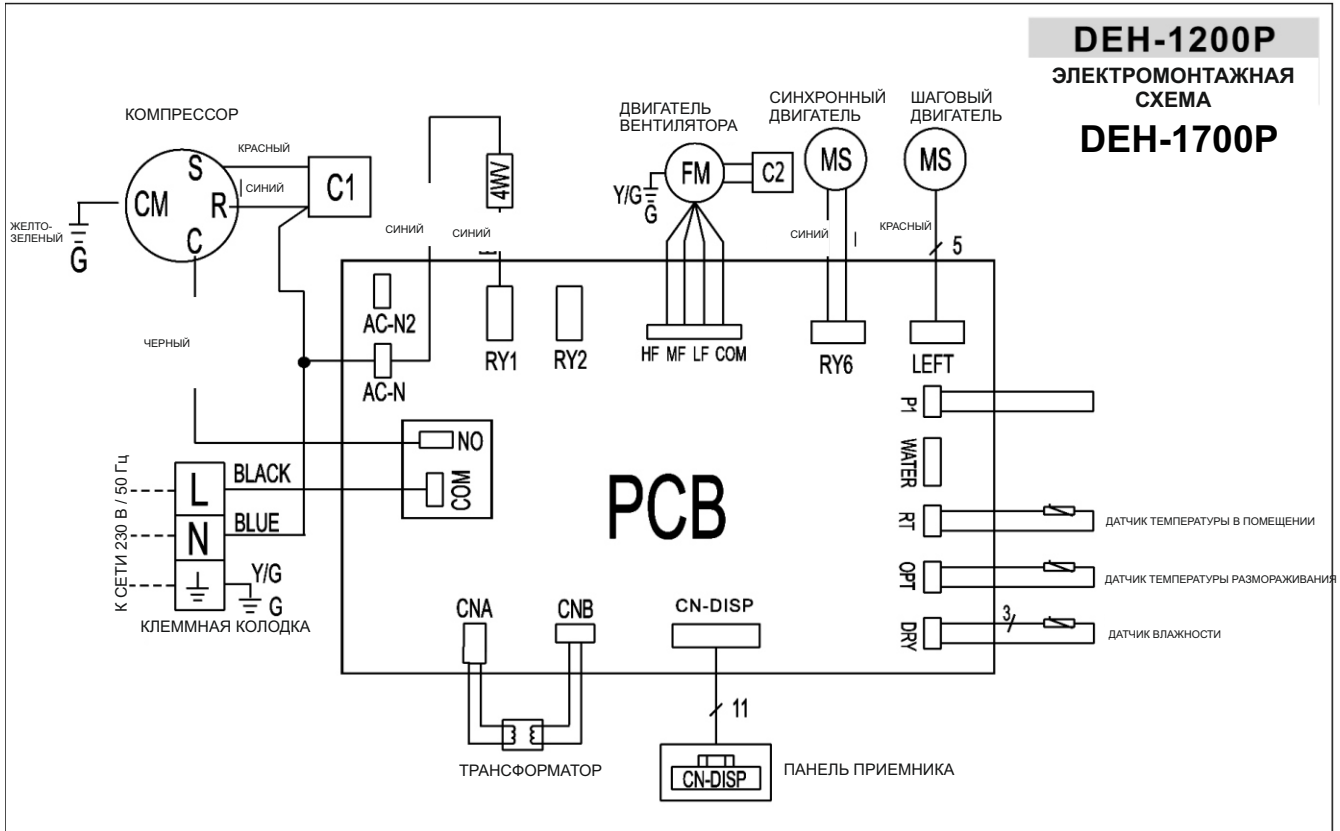 DEH-1200P
ЭЛЕКТРОМОНТАЖНАЯ
СХЕМА
DEH-1700P
КОМПРЕССОР
КРАСНЫЙ
СИНИЙ
S
R
C
CM
C1
ЖЕЛТО-
ЗЕЛЕНЫЙ
G
ЧЕРНЫЙ
СИНИЙ
СИНИЙ
4WV
ДВИГАТЕЛЬ
ВЕНТИЛЯТОРА
FM
C2
Y/G
G
СИНХРОННЫЙ
ДВИГАТЕЛЬ
MS
СИНИЙ
ШАГОВЫЙ
ДВИГАТЕЛЬ
MS
КРАСНЫЙ
5
AC-N2
AC-N
RY1
RY2
HF MF LF COM
RY6
LEFT
NO
COM
PCB
P1
WATER
RT
ДАТЧИК ТЕМПЕРАТУРЫ В ПОМЕЩЕНИИ
OPT
ДАТЧИК ТЕМПЕРАТУРЫ РАЗМОРАЖИВАНИЯ
DRY
3
ДАТЧИК ВЛАЖНОСТИ
К СЕТИ 230 В / 50 Гц
L
BLACK
N
BLUE
Y/G
G
КЛЕММНАЯ КОЛОДКА
CNA
CNB
CN-DISP
ТРАНСФОРМАТОР
11
CN-DISP
ПАНЕЛЬ ПРИЕМНИКА